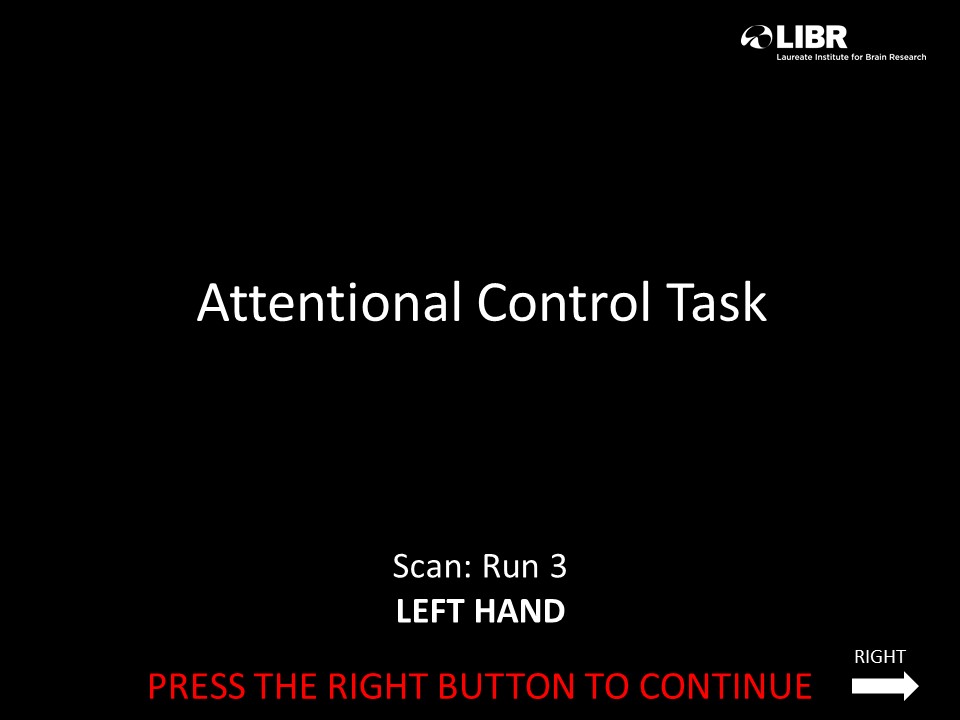 LIBR
Laureate Institute for Brain Research
Attentional Control Task
Scan: Run 3
LEFT HAND
RIGHT
PRESS THE RIGHT BUTTON TO CONTINUE